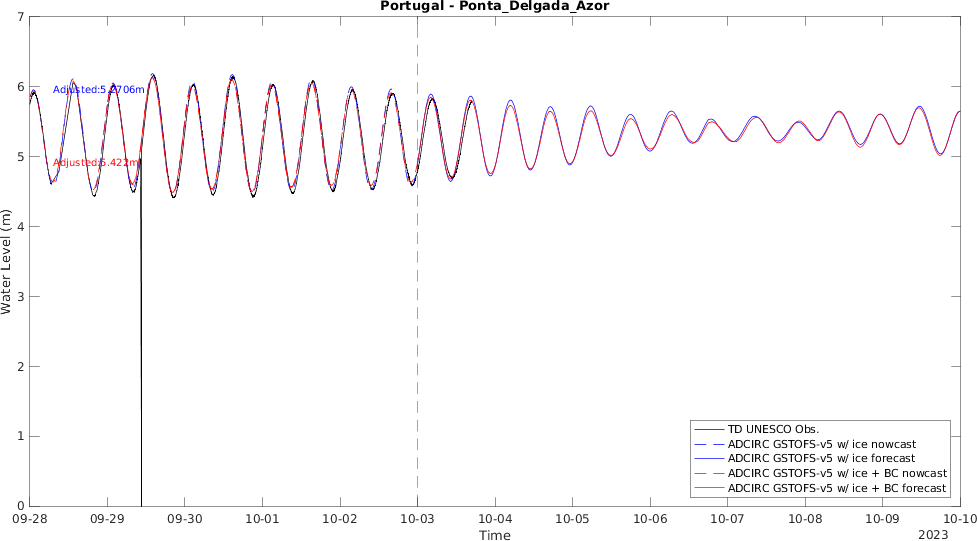 Portugal - Ponta_Delgada_Azor
7
6
5
4
3
2
1
0
Water Level (m)
Adjusted:5.2706m
Adjusted:5.422m
TD UNESCO Obs.
ADCIRC GSTOFS-v5 w/ ice nowcast
ADCIRC GSTOFS-v5 w/ ice forecast
ADCIRC GSTOFS-v5 w/ ice + BC nowcast
ADCIRC GSTOFS-v5 w/ ice + BC forecast
09-28 09-29 09-30 10-01 10-02 10-03 10-04 10-05 10-06 10-07 10-08 10-09 10-10
Time
2023